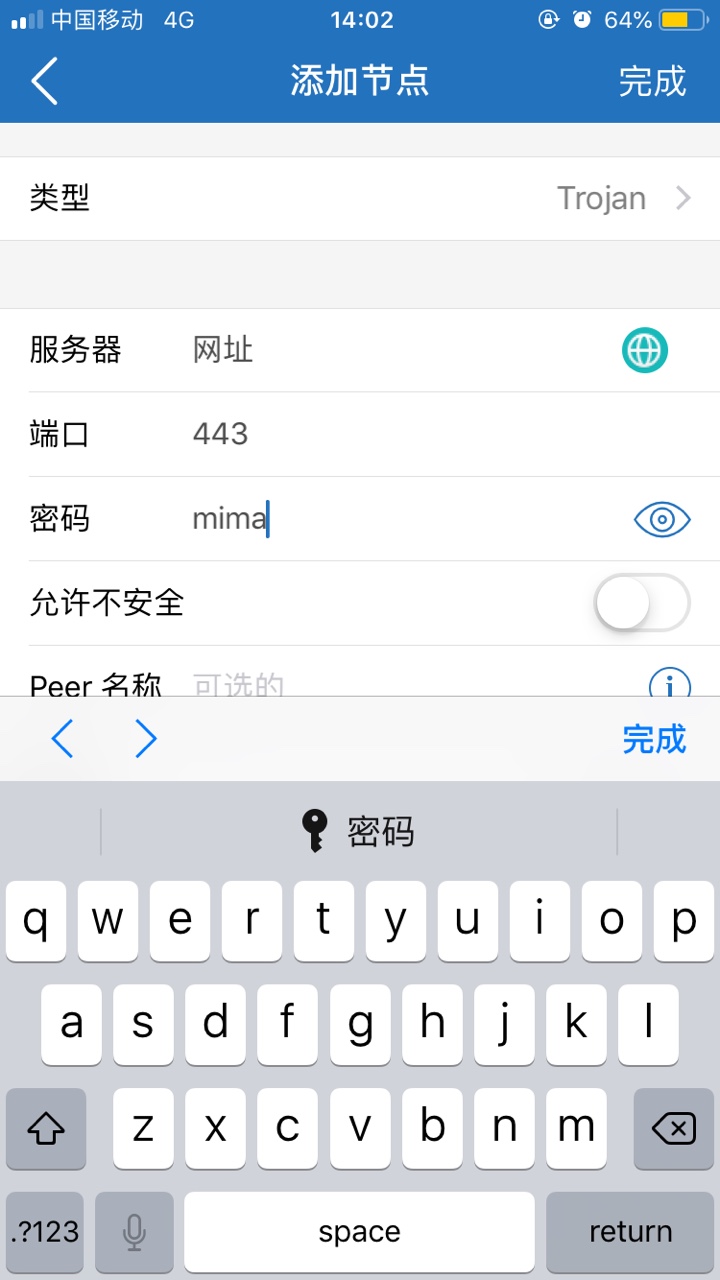 中国移动 4G 14:02 64%
添加节点 完成
类型 Trojan
服务器 网址
端口 443
密码 mima
允许不安全
Peer 名称 可选的
完成
密码
q w e r t y u i o p
a s d f g h j k l
z x c v b n m
.?123 space return